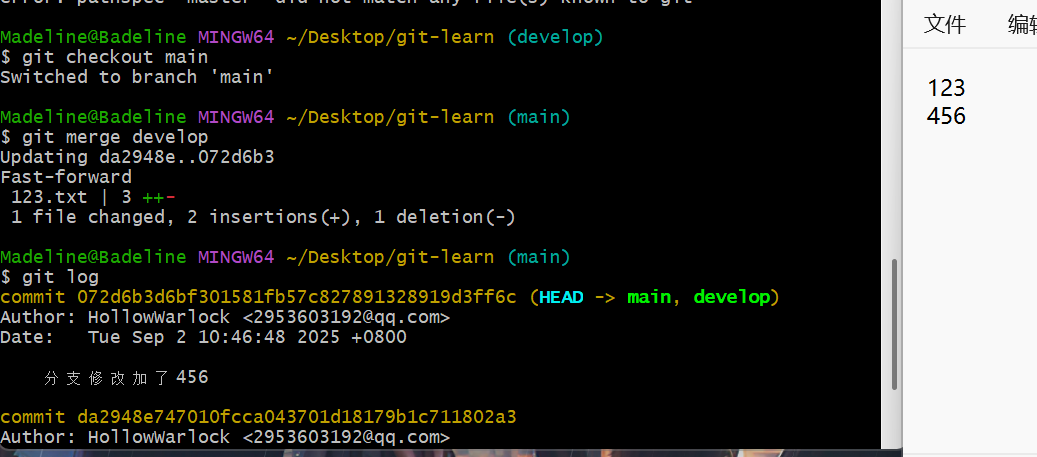 error: pathspec 'master' did not match any file(s) known to git
Madeline@Badeline MINGW64 ~/Desktop/git-learn (develop)
$ git checkout main
Switched to branch 'main'
Madeline@Badeline MINGW64 ~/Desktop/git-learn (main)
$ git merge develop
Updating da2948e..072d6b3
Fast-forward
 123.txt | 3 ++-
 1 file changed, 2 insertions(+), 1 deletion(-)
Madeline@Badeline MINGW64 ~/Desktop/git-learn (main)
$ git log
commit 072d6b3d6bf301581fb57c827891328919d3ff6c (HEAD -> main, develop)
Author: HollowWarlock <2953603192@qq.com>
Date:   Tue Sep 2 10:46:48 2025 +0800
    分支修改加了456
commit da2948e747010fcca043701d18179b1c711802a3
Author: HollowWarlock <2953603192@qq.com>
文件 编辑
123
456